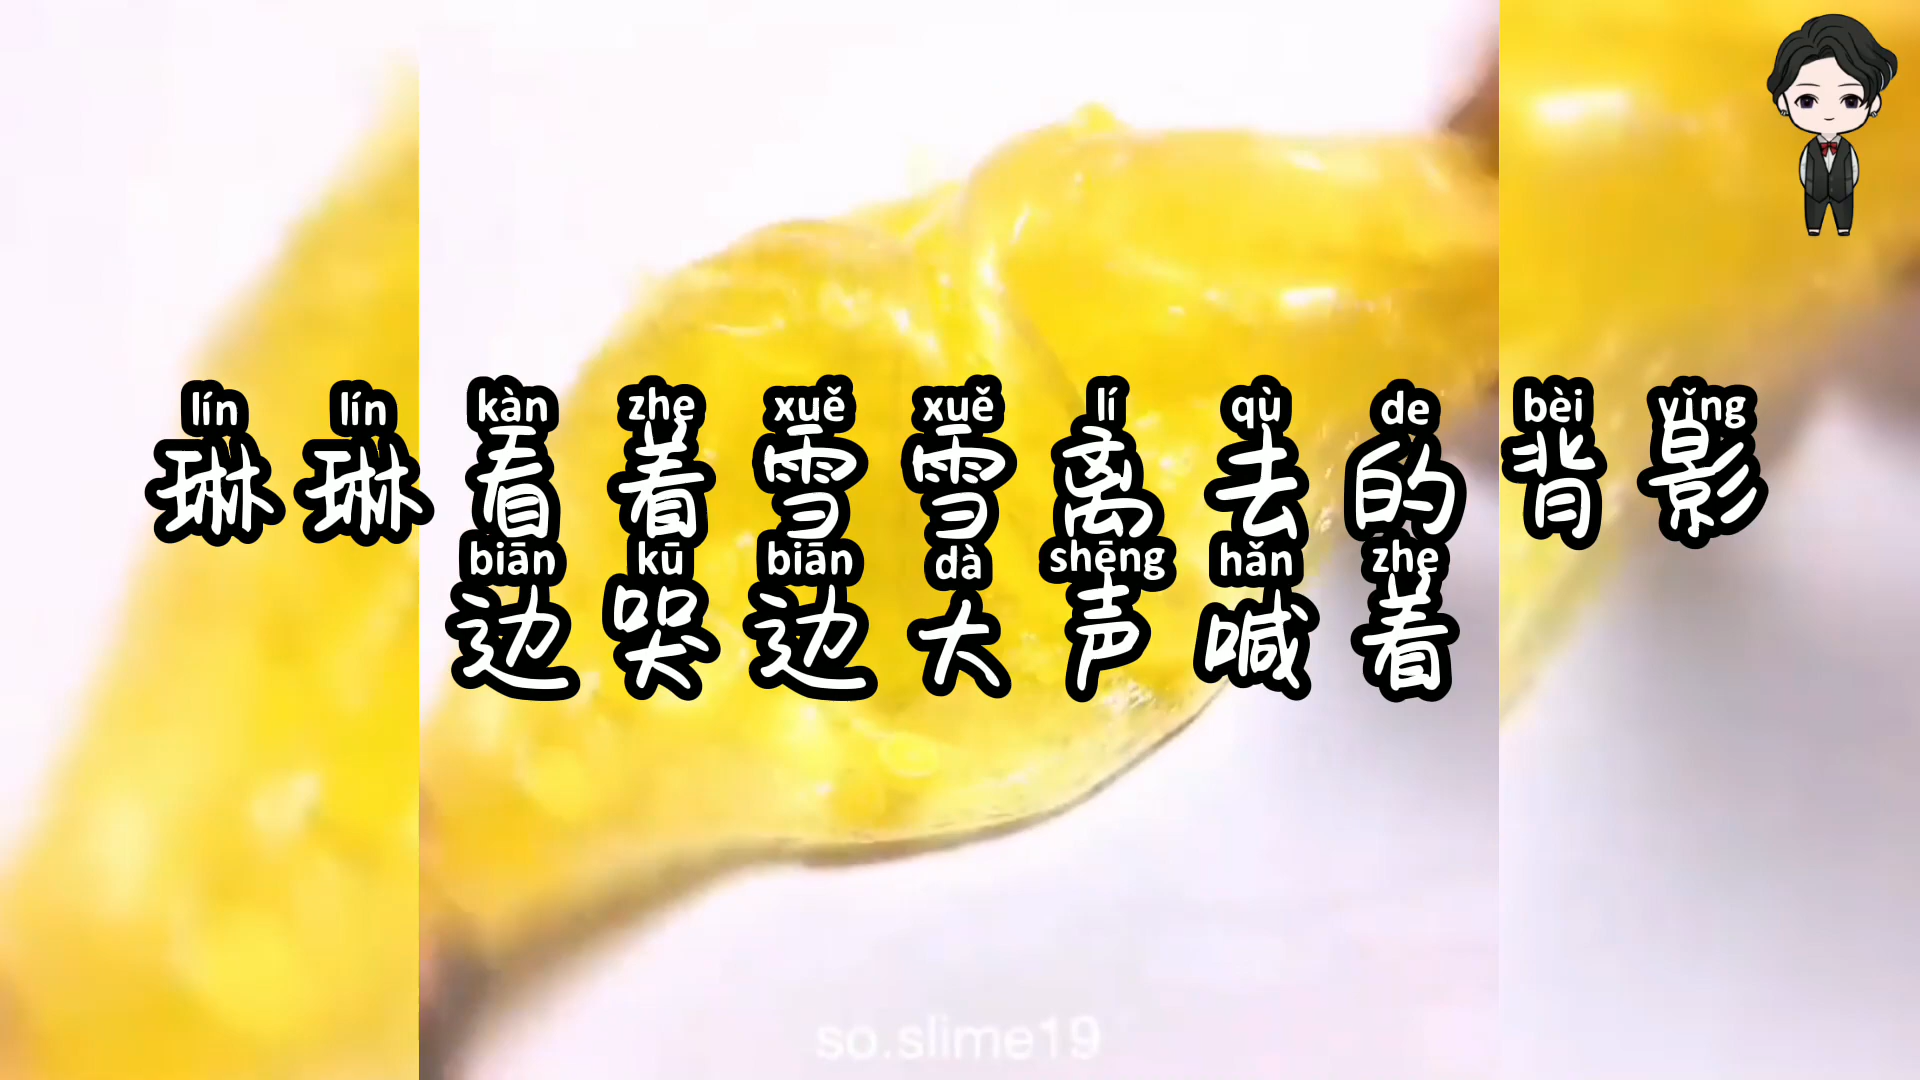 lín lín kàn zhe xuě xuě lí qù de bèi yǐng
琳琳看着雪雪离去的背影
biān kū biān dà shēng hǎn zhe
边哭边大声喊着
so.slime19